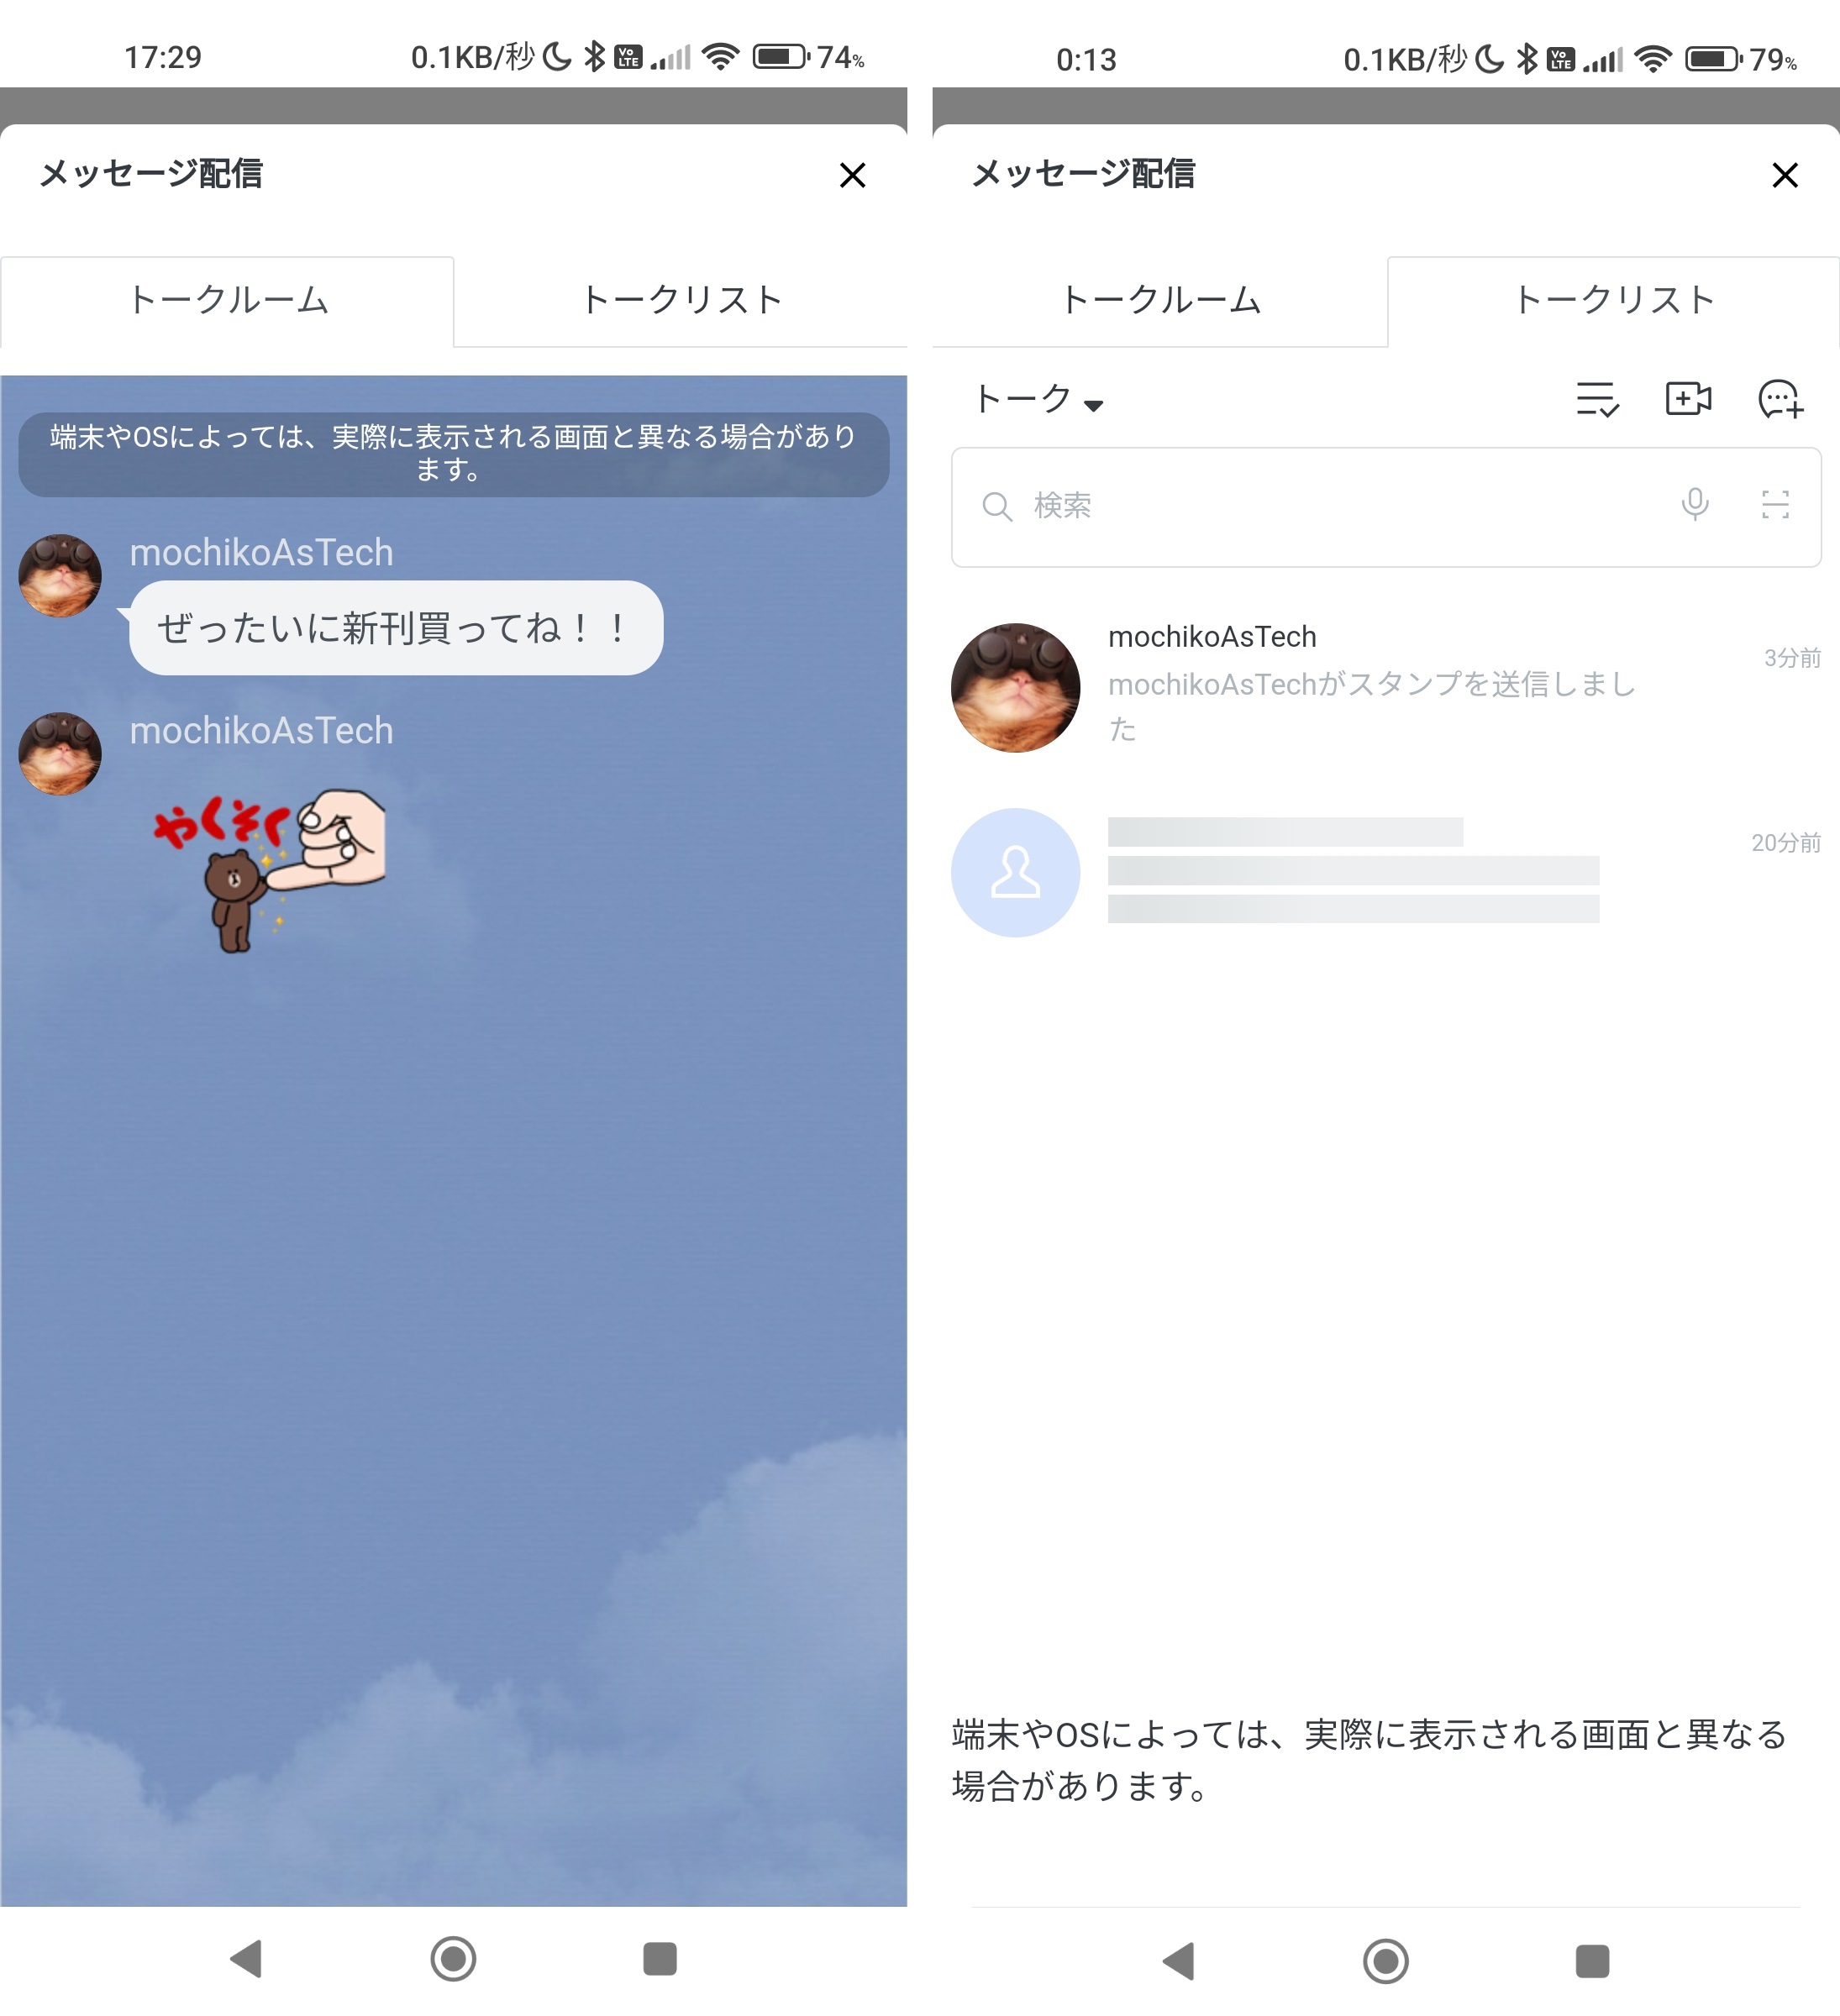 17:29
0.1KB/秒
Vo
LTE
74%
メッセージ配信
トークルーム
トークリスト
端末やOSによっては、実際に表示される画面と異なる場合があり
ます。
mochikoAsTech
ぜったいに新刊買ってね！！
mochikoAsTech
やくそく
0:13
0.1KB/秒
Vo
LTE
79%
メッセージ配信
トークルーム
トークリスト
トーク
検索
mochikoAsTech
3分前
mochikoAsTechがスタンプを送信しまし
た
20分前
端末やOSによっては、実際に表示される画面と異なる
場合があります。